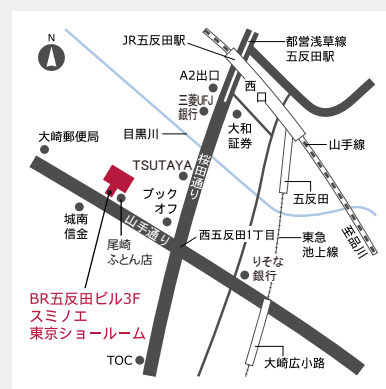 N
JR五反田駅
都営浅草線
五反田駅
A2出口
西口
三菱UFJ
銀行
大和
証券
目黒川
山手線
大崎郵便局
TSUTAYA
桜田通り
五反田
ブック
オフ
城南
信金
尾崎
ふとん店
山手通り
西五反田1丁目
東急
池上線
至品川
りそな
銀行
BR五反田ビル3F
スミノエ
東京ショールーム
TOC
大崎広小路